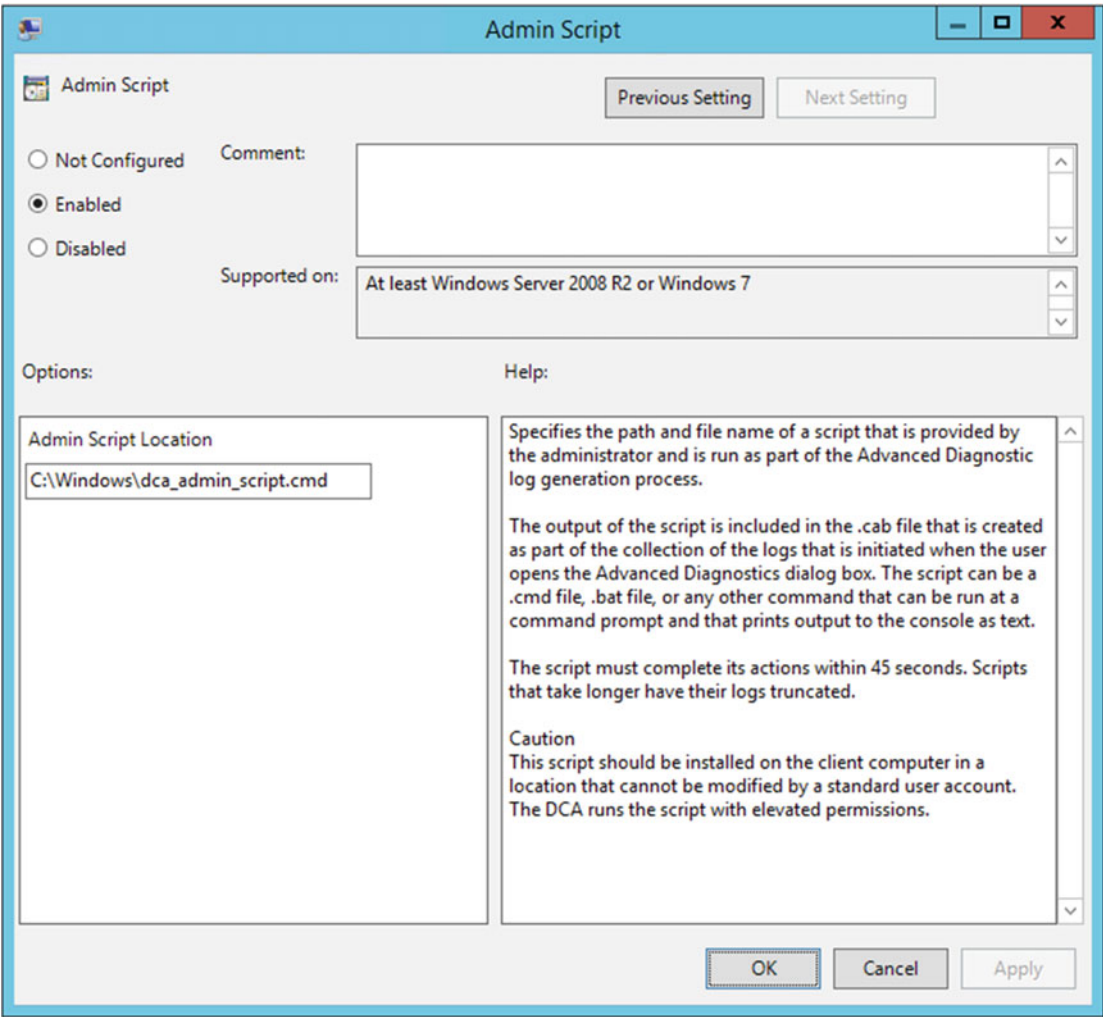 Admin Script
Admin Script
Previous Setting
Next Setting
Not Configured
Comment:
Enabled
Disabled
Supported on:
At least Windows Server 2008 R2 or Windows 7
Options:
Help:
Admin Script Location
C:\Windows\dca_admin_script.cmd
Specifies the path and file name of a script that is provided by
the administrator and is run as part of the Advanced Diagnostic
log generation process.
The output of the script is included in the .cab file that is created
as part of the collection of the logs that is initiated when the user
opens the Advanced Diagnostics dialog box. The script can be a
.cmd file, .bat file, or any other command that can be run at a
command prompt and that prints output to the console as text.
The script must complete its actions within 45 seconds. Scripts
that take longer have their logs truncated.
Caution
This script should be installed on the client computer in a
location that cannot be modified by a standard user account.
The DCA runs the script with elevated permissions.
OK
Cancel
Apply